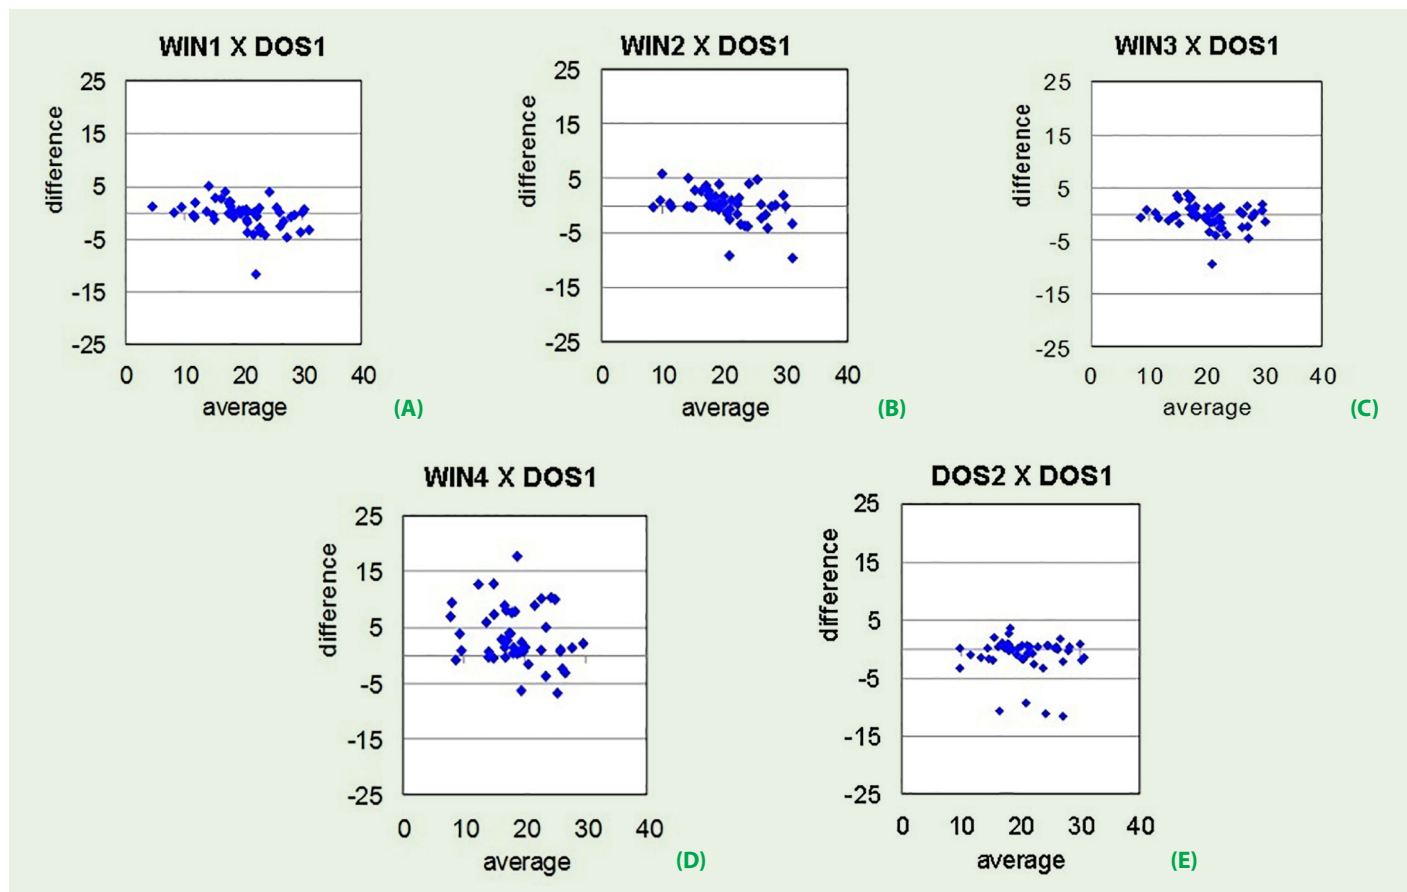 WIN1 X DOS1
25
15
5
-5
-15
-25
difference
0 10 20 30 40
average
(A)
WIN2 X DOS1
25
15
5
-5
-15
-25
difference
0 10 20 30 40
average
(B)
WIN3 X DOS1
25
15
5
-5
-15
-25
difference
0 10 20 30 40
average
(C)
WIN4 X DOS1
25
15
5
-5
-15
-25
difference
0 10 20 30 40
average
(D)
DOS2 X DOS1
25
15
5
-5
-15
-25
difference
0 10 20 30 40
average
(E)